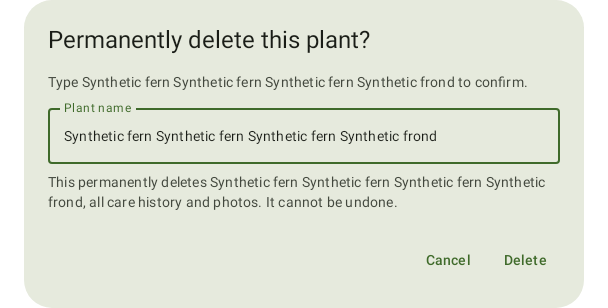 Permanently delete this plant?
Type Synthetic fern Synthetic fern Synthetic fern Synthetic frond to confirm.
Plant name
Synthetic fern Synthetic fern Synthetic fern Synthetic frond
This permanently deletes Synthetic fern Synthetic fern Synthetic fern Synthetic
frond, all care history and photos. It cannot be undone.
Cancel Delete